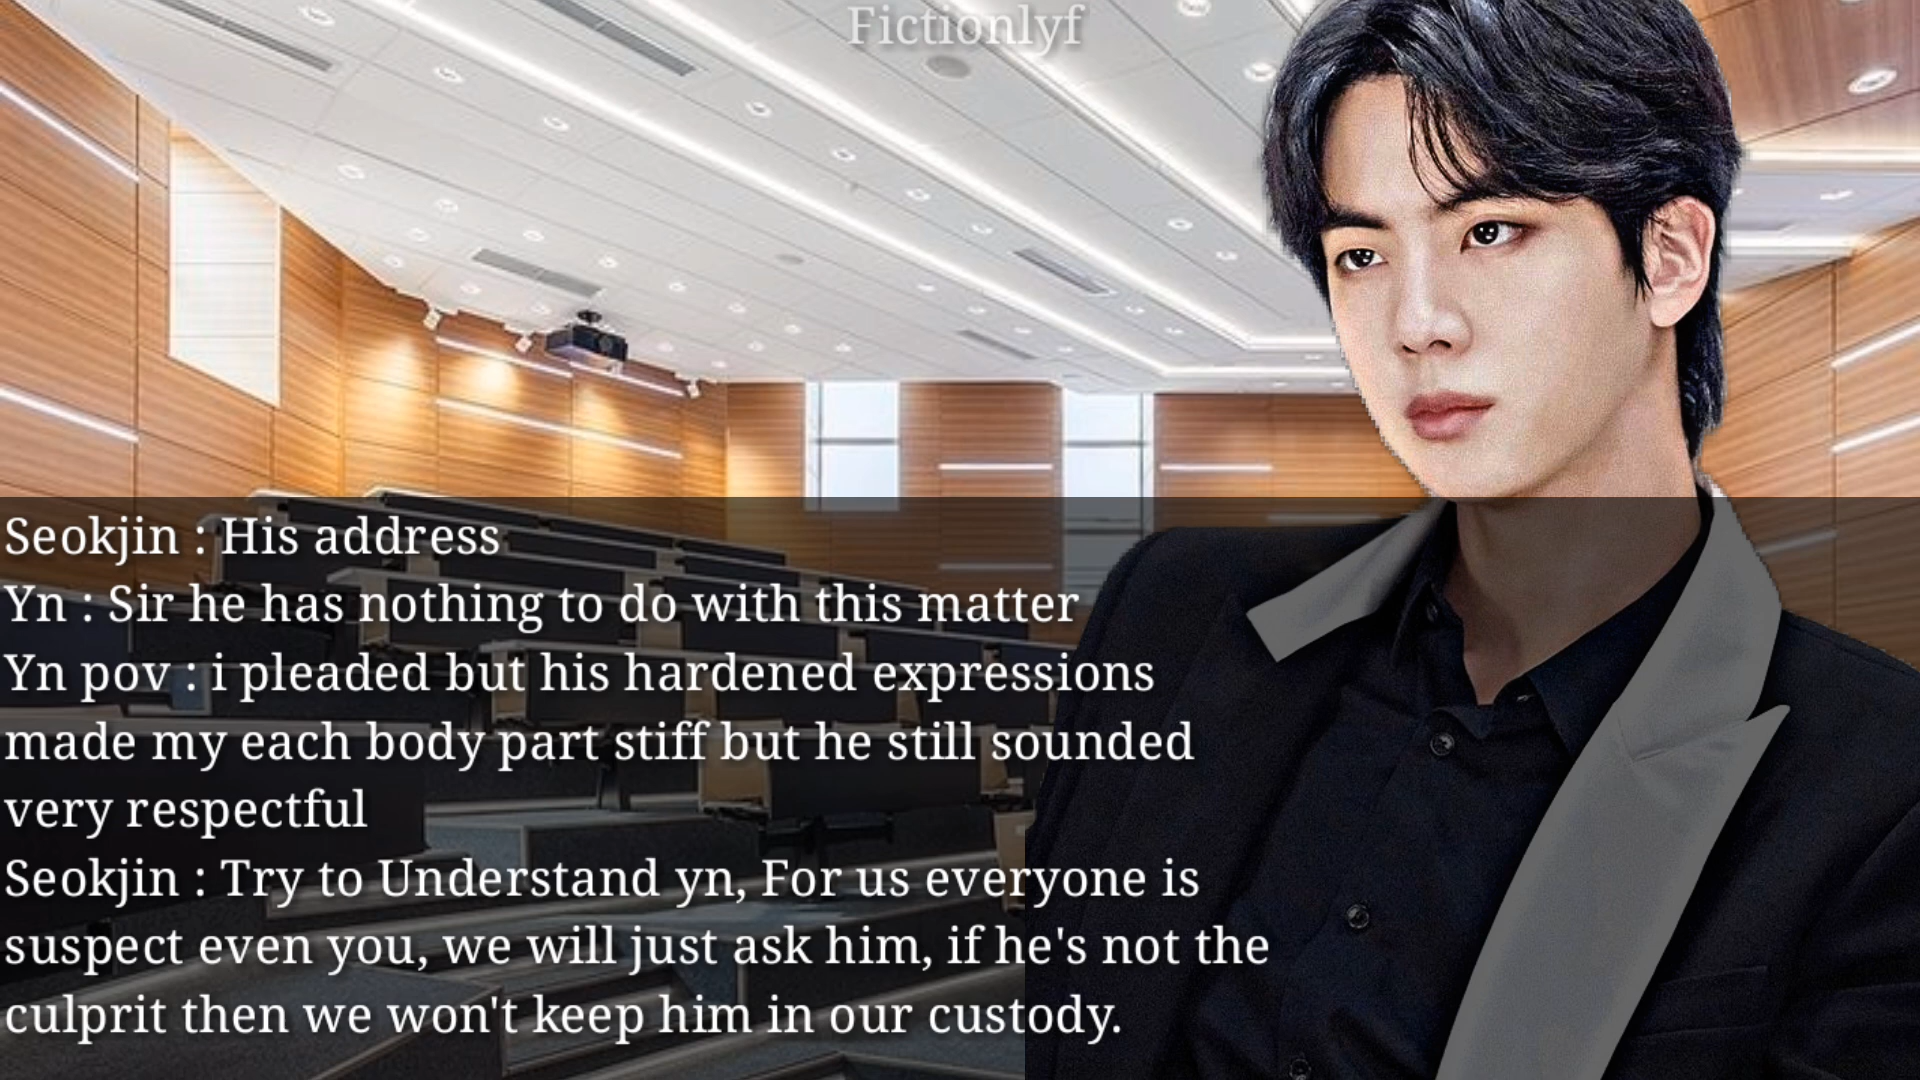 Fictionlyf
Seokjin : His address
Yn : Sir he has nothing to do with this matter
Yn pov : i pleaded but his hardened expressions
made my each body part stiff but he still sounded
very respectful
Seokjin : Try to Understand yn, For us everyone is
suspect even you, we will just ask him, if he's not the
culprit then we won't keep him in our custody.